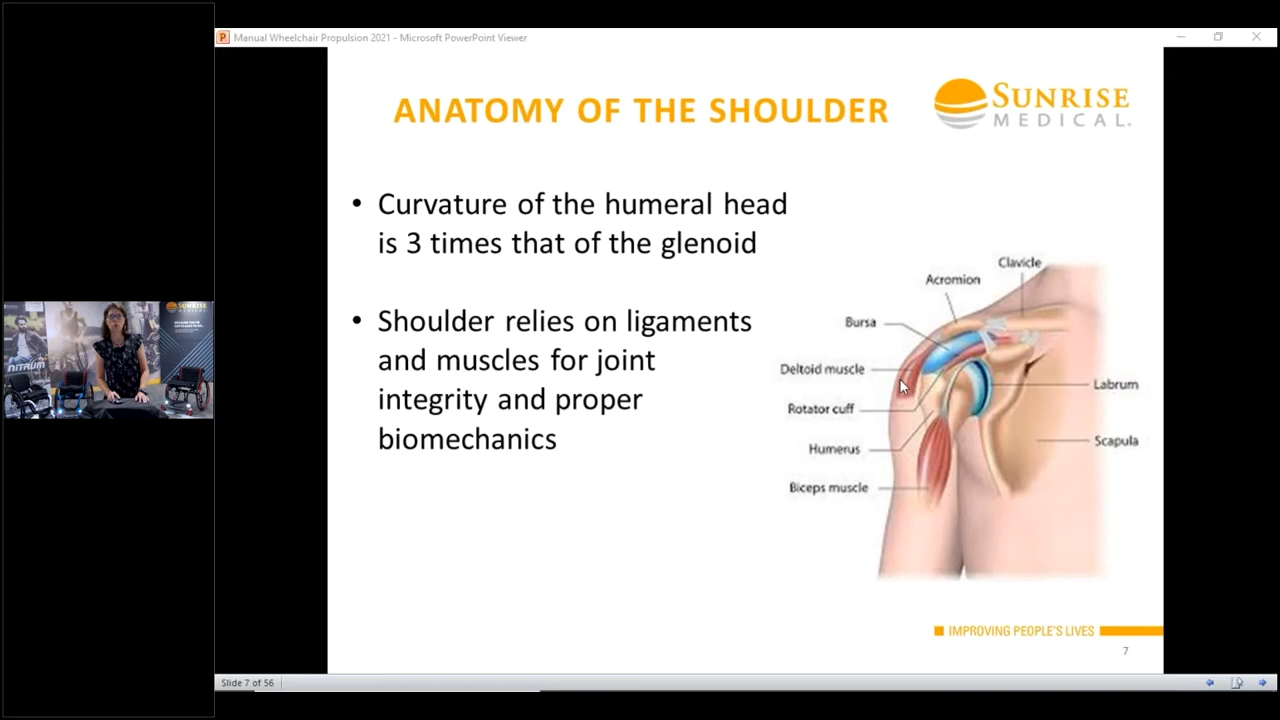 Manual Wheelchair Propulsion 2021 - Microsoft PowerPoint Viewer
ANATOMY OF THE SHOULDER
SUNRISE
MEDICAL.
• Curvature of the humeral head
is 3 times that of the glenoid
• Shoulder relies on ligaments
and muscles for joint
integrity and proper
biomechanics
Clavicle
Acromion
Bursa
Deltoid muscle
Labrum
Rotator cuff
Scapula
Humerus
Biceps muscle
NITRUM
SUNRISE
IMPROVING PEOPLE'S LIVES
7
Slide 7 of 56